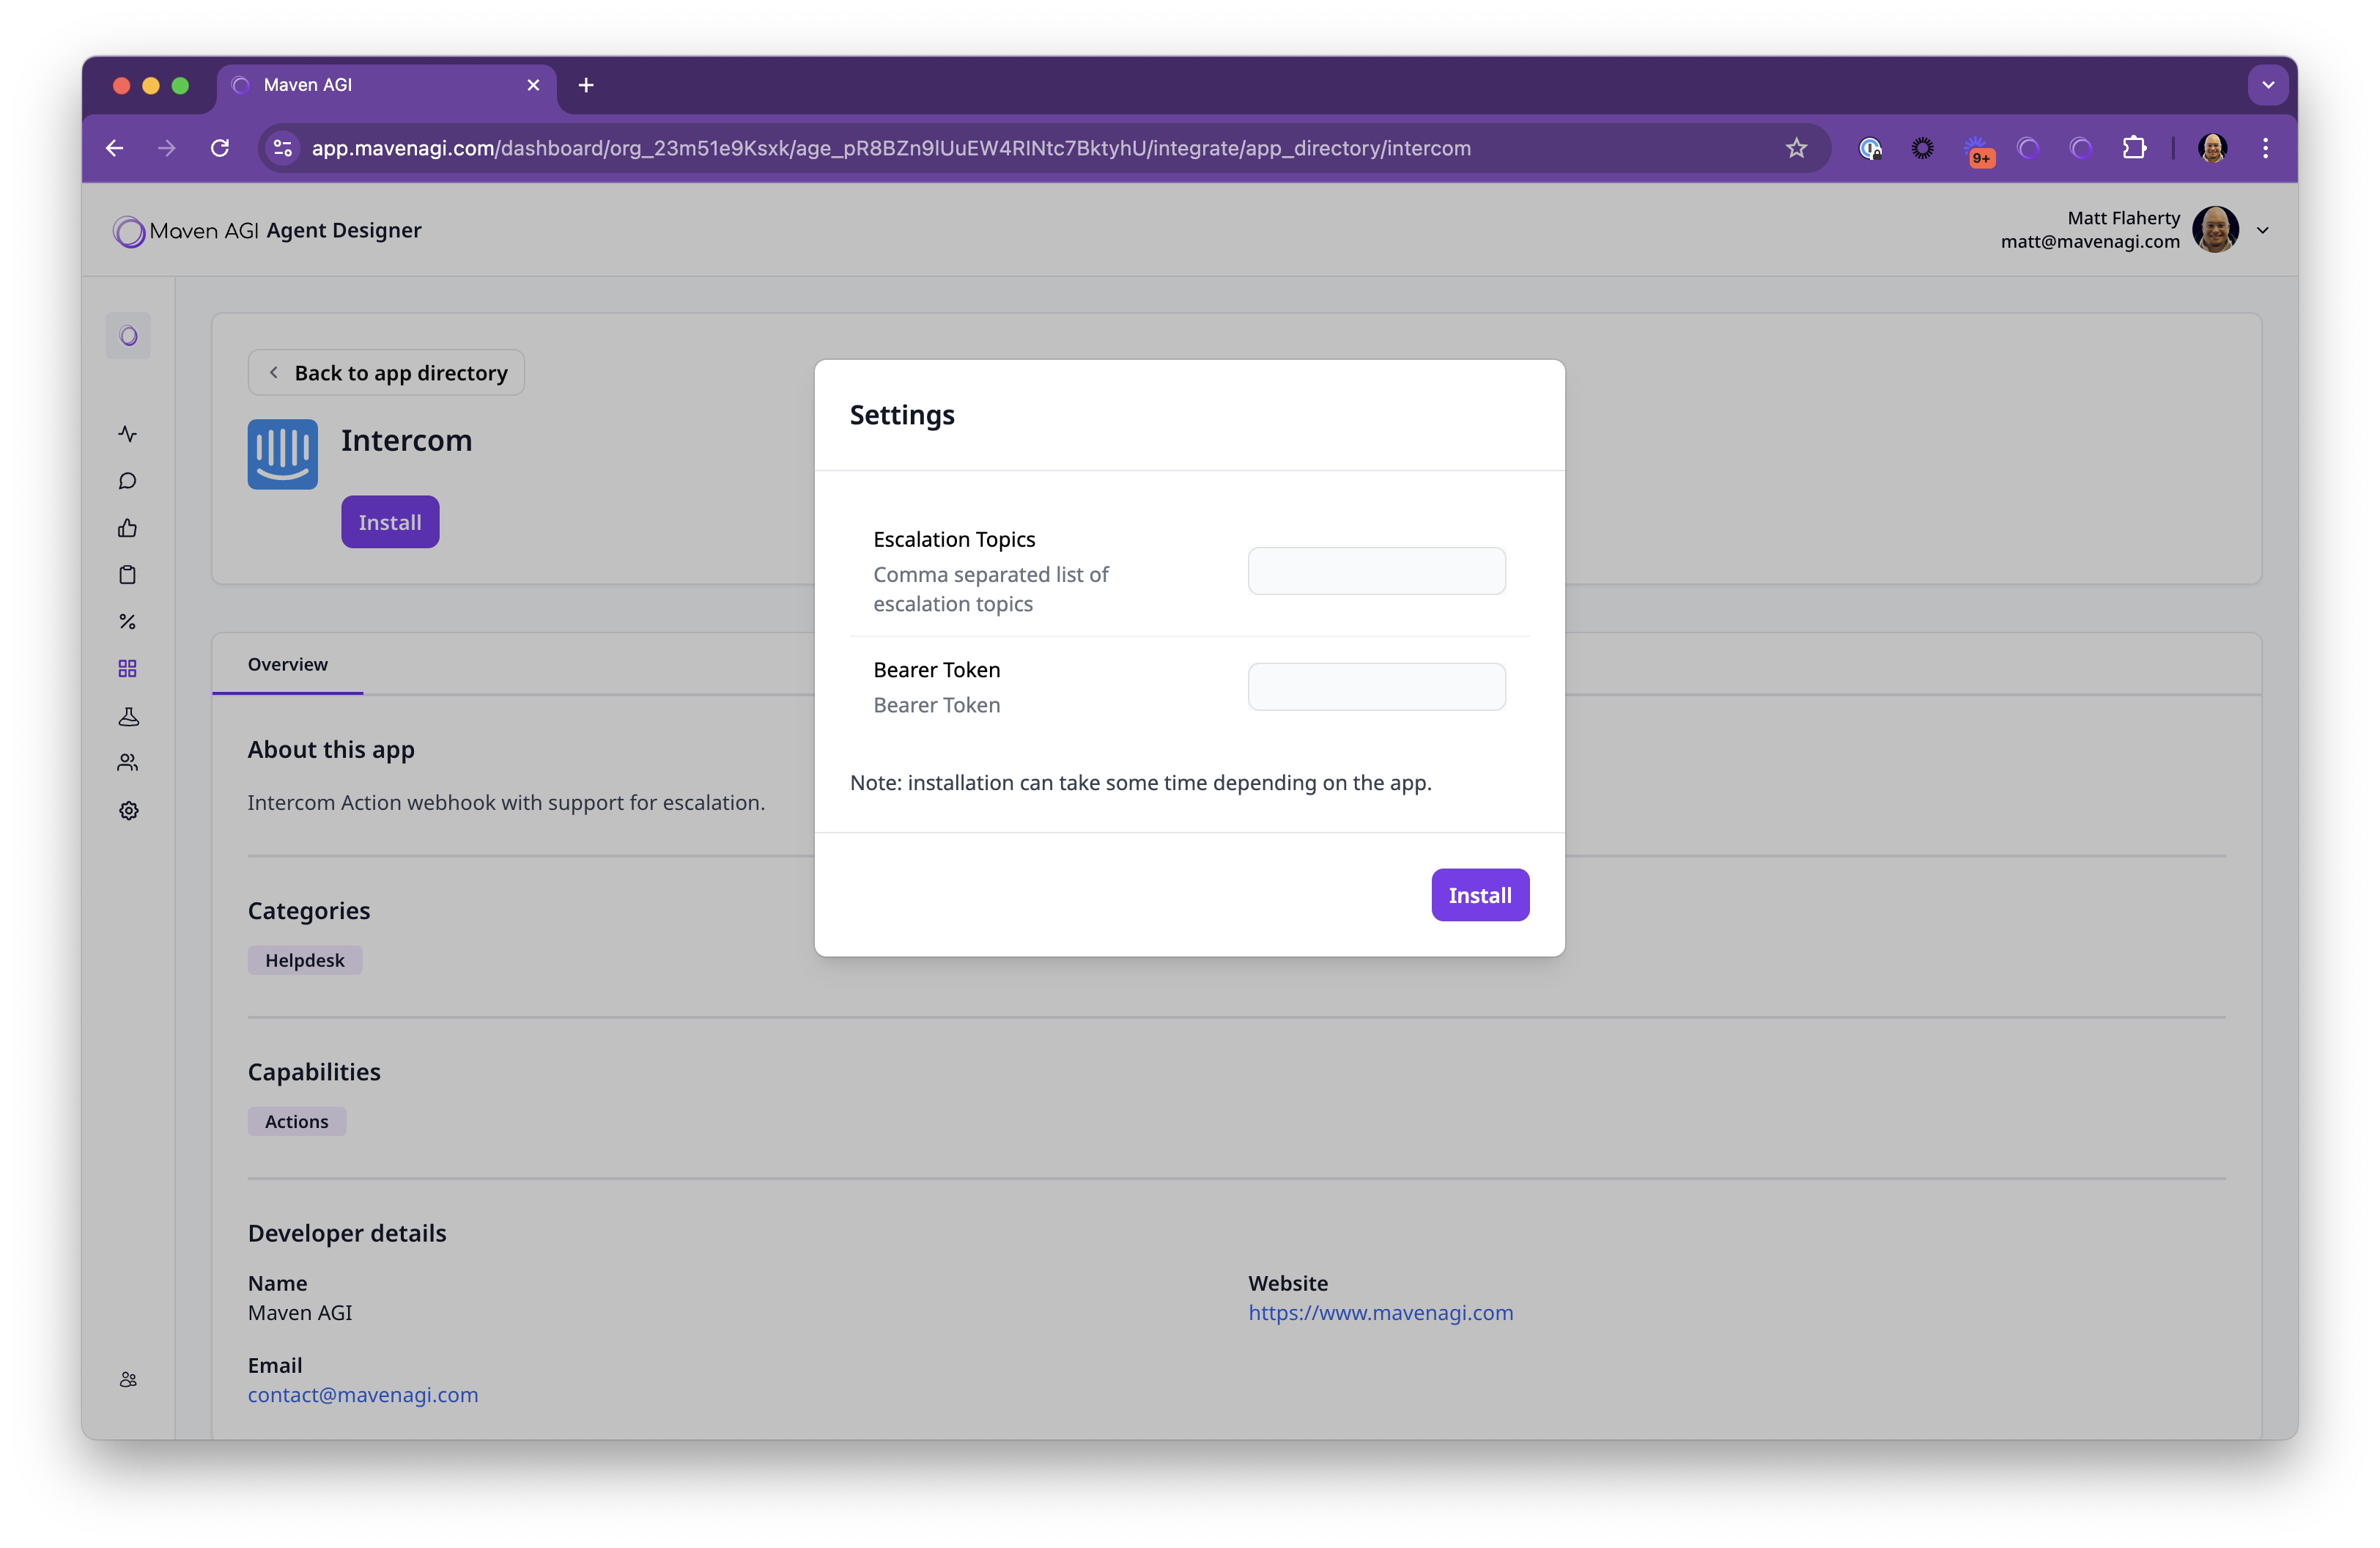 Maven AGI
app.mavenagi.com/dashboard/org_23m51e9Ksxk/age_pR8BZn9lUuEW4RlNtc7BktyhU/integrate/app_directory/intercom
9+
Maven AGI Agent Designer
Matt Flaherty
matt@mavenagi.com
Back to app directory
Intercom
Install
Settings
Escalation Topics
Comma separated list of
escalation topics
Bearer Token
Bearer Token
Note: installation can take some time depending on the app.
Install
Overview
About this app
Intercom Action webhook with support for escalation.
Categories
Helpdesk
Capabilities
Actions
Developer details
Name
Maven AGI
Website
https://www.mavenagi.com
Email
contact@mavenagi.com